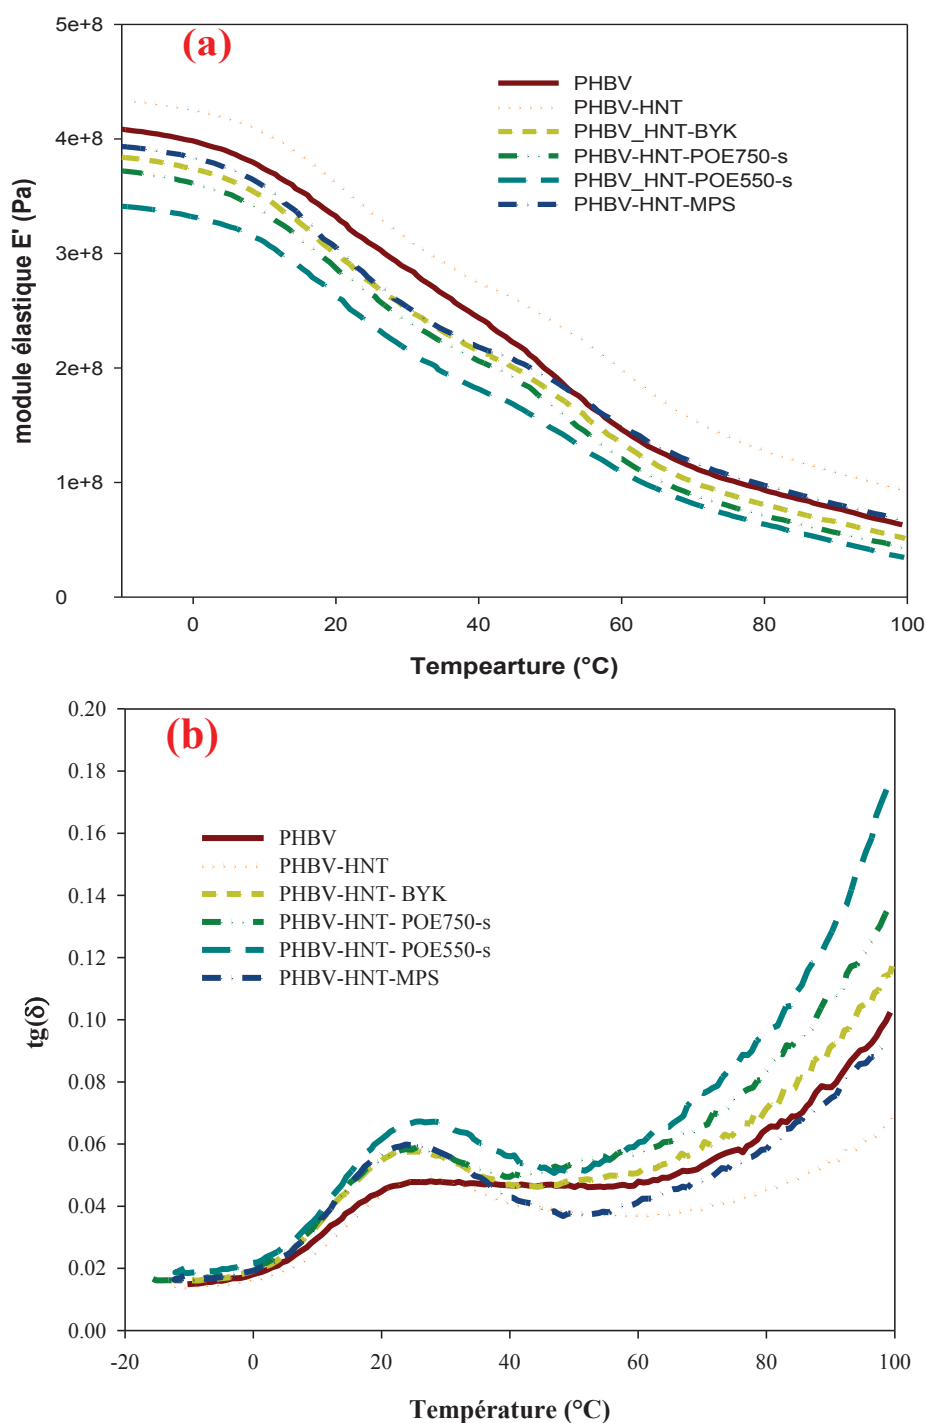 (a)
5e+8
4e+8
3e+8
2e+8
1e+8
0
module élastique E' (Pa)
PHBV
PHBV-HNT
PHBV_HNT-BYK
PHBV-HNT-POE750-s
PHBV_HNT-POE550-s
PHBV-HNT-MPS
0 20 40 60 80 100
Tempearture (°C)
(b)
0.20
0.18
0.16
0.14
0.12
0.10
0.08
0.06
0.04
0.02
0.00
tg(δ)
PHBV
PHBV-HNT
PHBV-HNT- BYK
PHBV-HNT- POE750-s
PHBV-HNT- POE550-s
PHBV-HNT-MPS
-20 0 20 40 60 80 100
Température (°C)